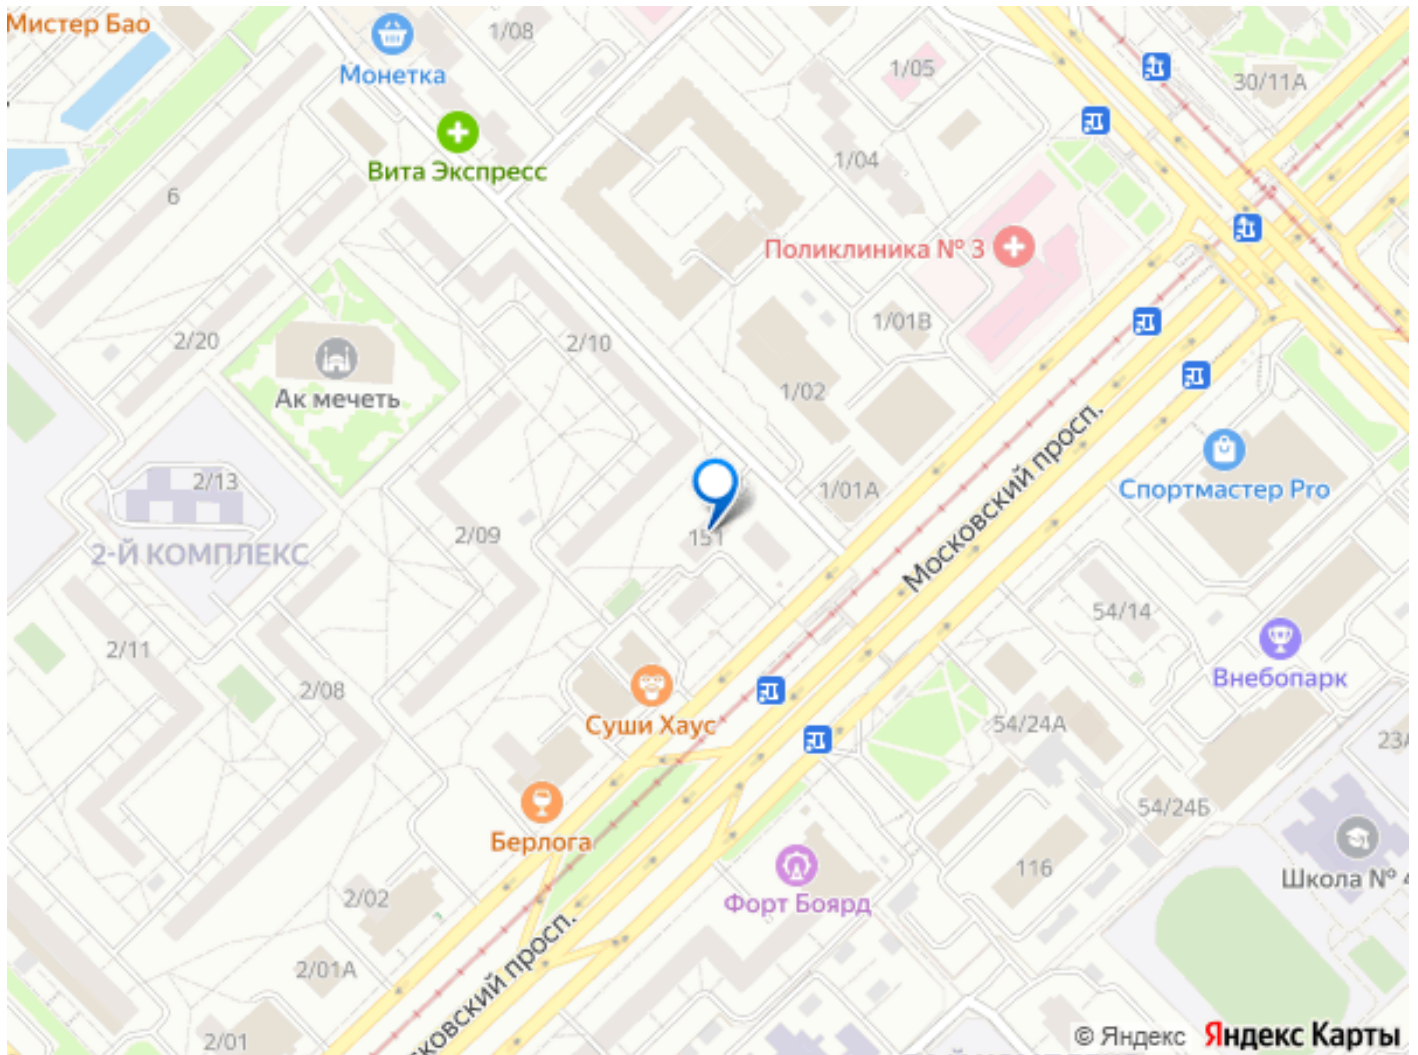 Мистер Бао
1/08
Монетка
1/05
30/11А
Вита Экспресс
1/04
6
Поликлиника № 3
1/01В
2/20
2/10
Ак мечеть
1/02
Московский просп.
2/13
1/01А
Спортмастер Pro
2-Й КОМПЛЕКС
2/09
151
54/14
2/11
2/08
Внебопарк
Суши Хаус
54/24А
23А
54/24Б
Берлога
116
Школа № 4
2/02
Форт Боярд
2/01А
ковский просп.
2/01
© Яндекс Яндекс Карты